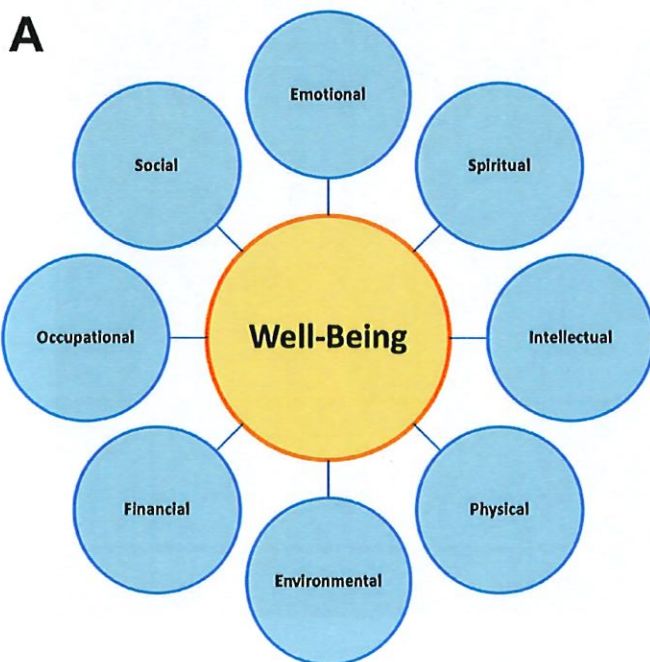 A
Emotional
Social
Spiritual
Occupational
Well-Being
Intellectual
Financial
Physical
Environmental